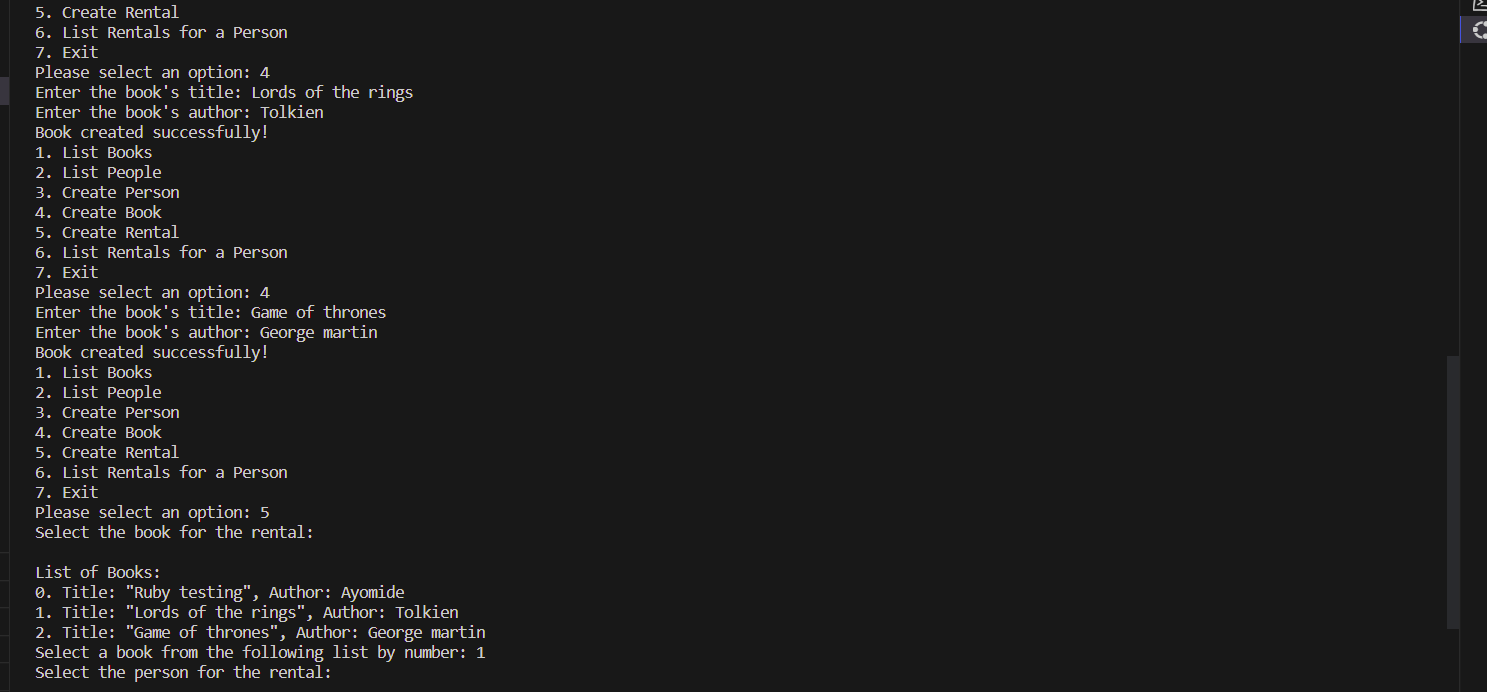 5. Create Rental
6. List Rentals for a Person
7. Exit
Please select an option: 4
Enter the book's title: Lords of the rings
Enter the book's author: Tolkien
Book created successfully!
1. List Books
2. List People
3. Create Person
4. Create Book
5. Create Rental
6. List Rentals for a Person
7. Exit
Please select an option: 4
Enter the book's title: Game of thrones
Enter the book's author: George martin
Book created successfully!
1. List Books
2. List People
3. Create Person
4. Create Book
5. Create Rental
6. List Rentals for a Person
7. Exit
Please select an option: 5
Select the book for the rental:

List of Books:
0. Title: "Ruby testing", Author: Ayomide
1. Title: "Lords of the rings", Author: Tolkien
2. Title: "Game of thrones", Author: George martin
Select a book from the following list by number: 1
Select the person for the rental: